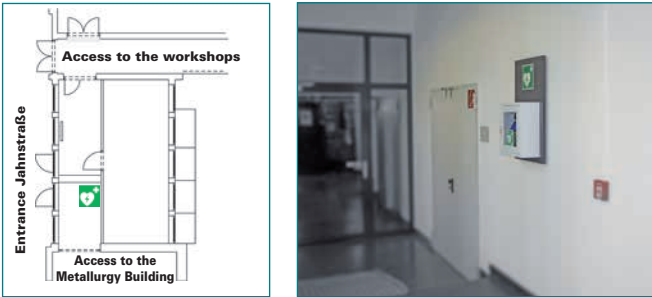 Access to the workshops
Entrance Jahnstraße
Access to the
Metallurgy Building